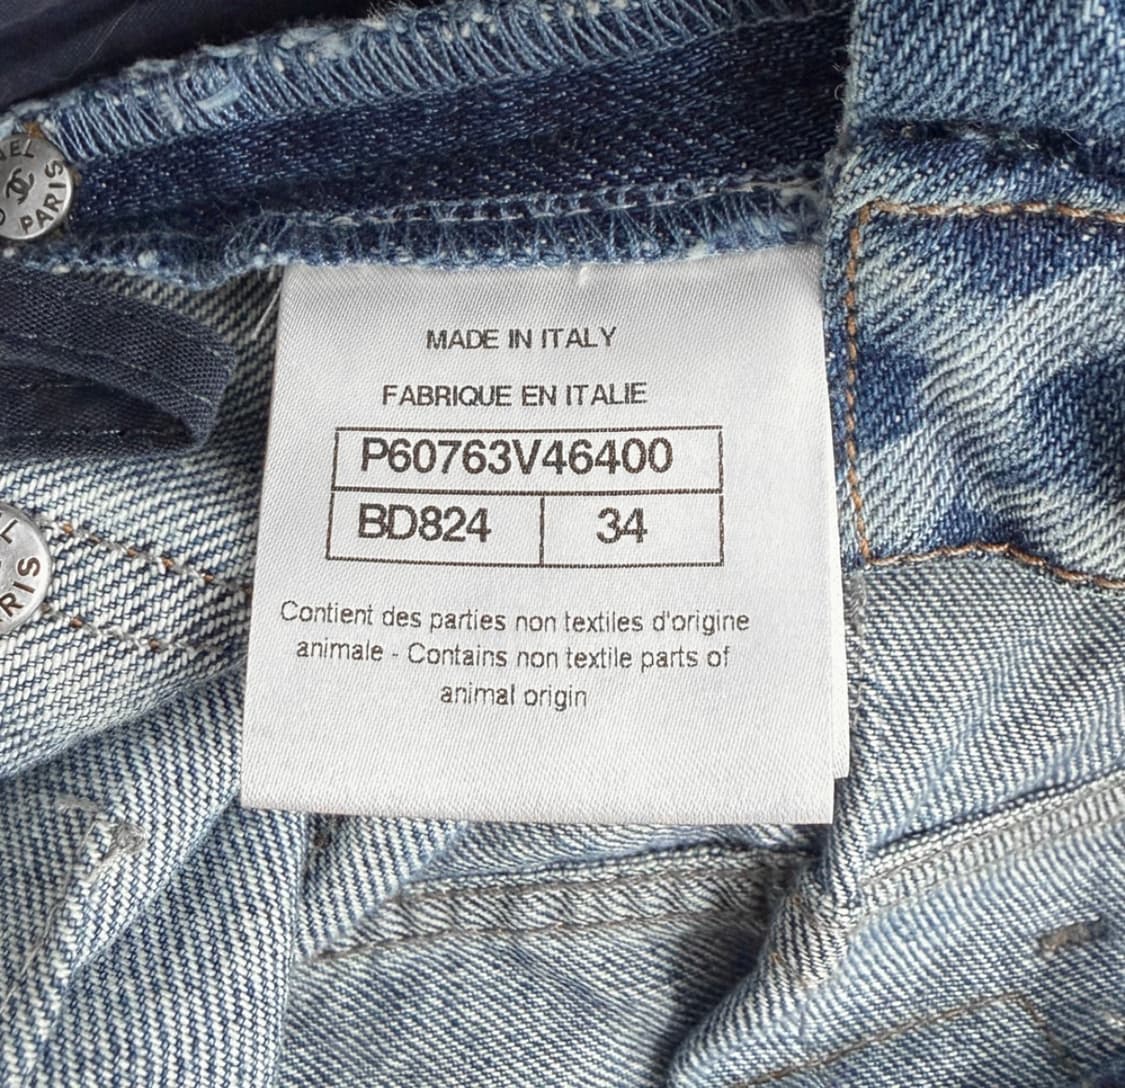 PARIS
MADE IN ITALY
FABRIQUE EN ITALIE
P60763V46400
BD824 34
Contient des parties non textiles d'origine
animale - Contains non textile parts of
animal origin